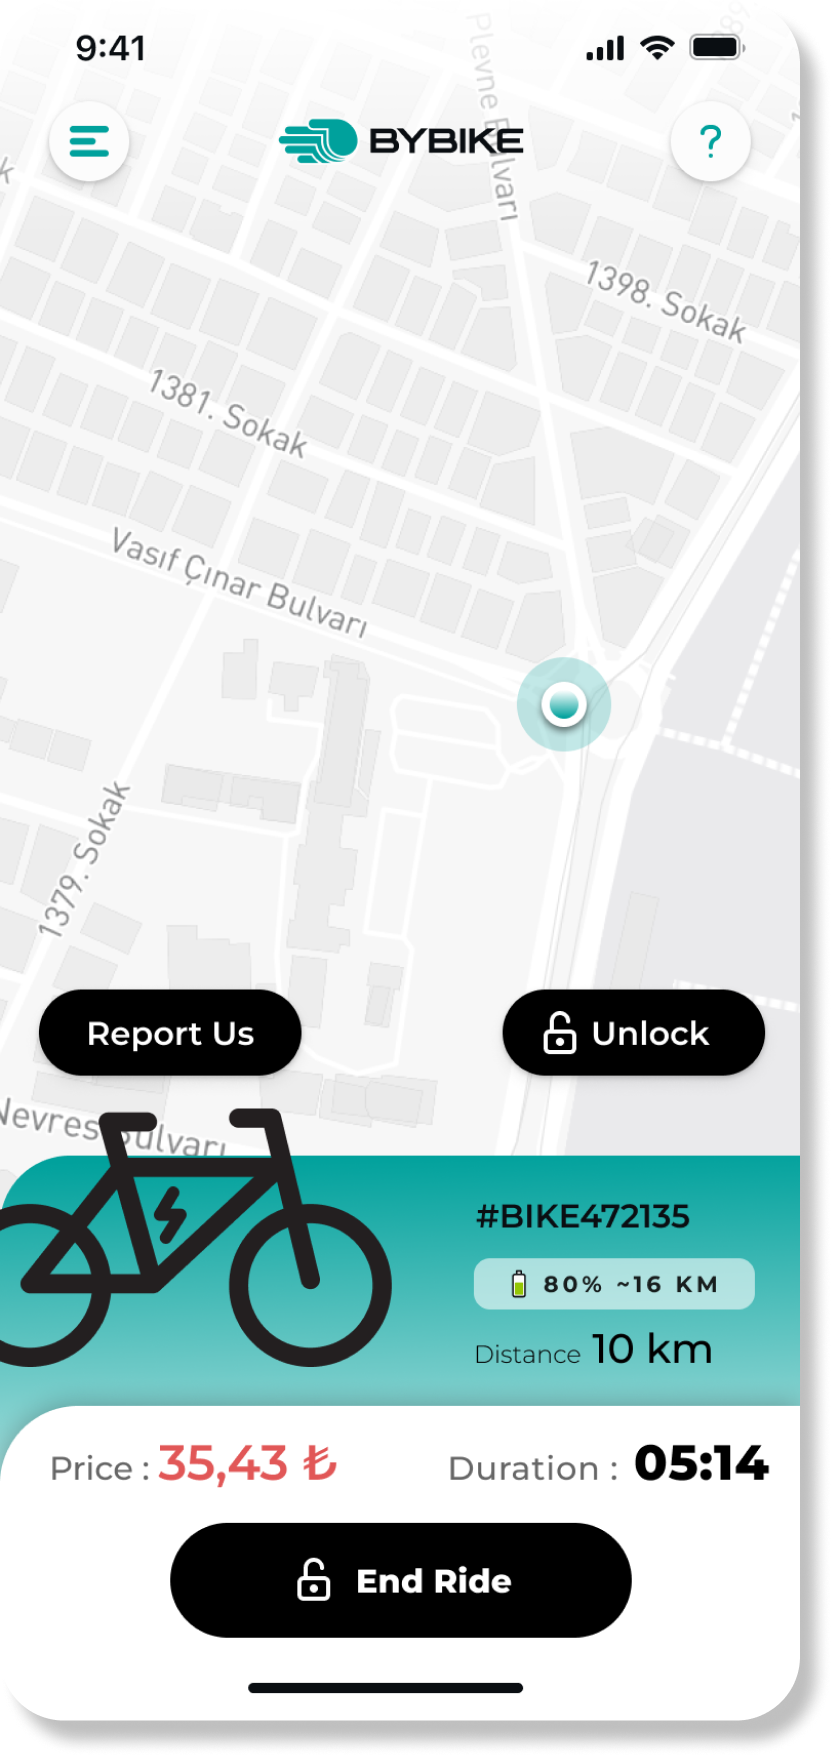 9:41
Plevne Bulvarı
BYBIKE
?
1398. Sokak
1381. Sokak
Vasıf Çınar Bulvarı
1379. Sokak
Report Us
Unlock
Nevres Bulvarı
#BIKE472135
80% ~16 KM
Distance 10 km
Price : 35,43 ₺
Duration : 05:14
End Ride